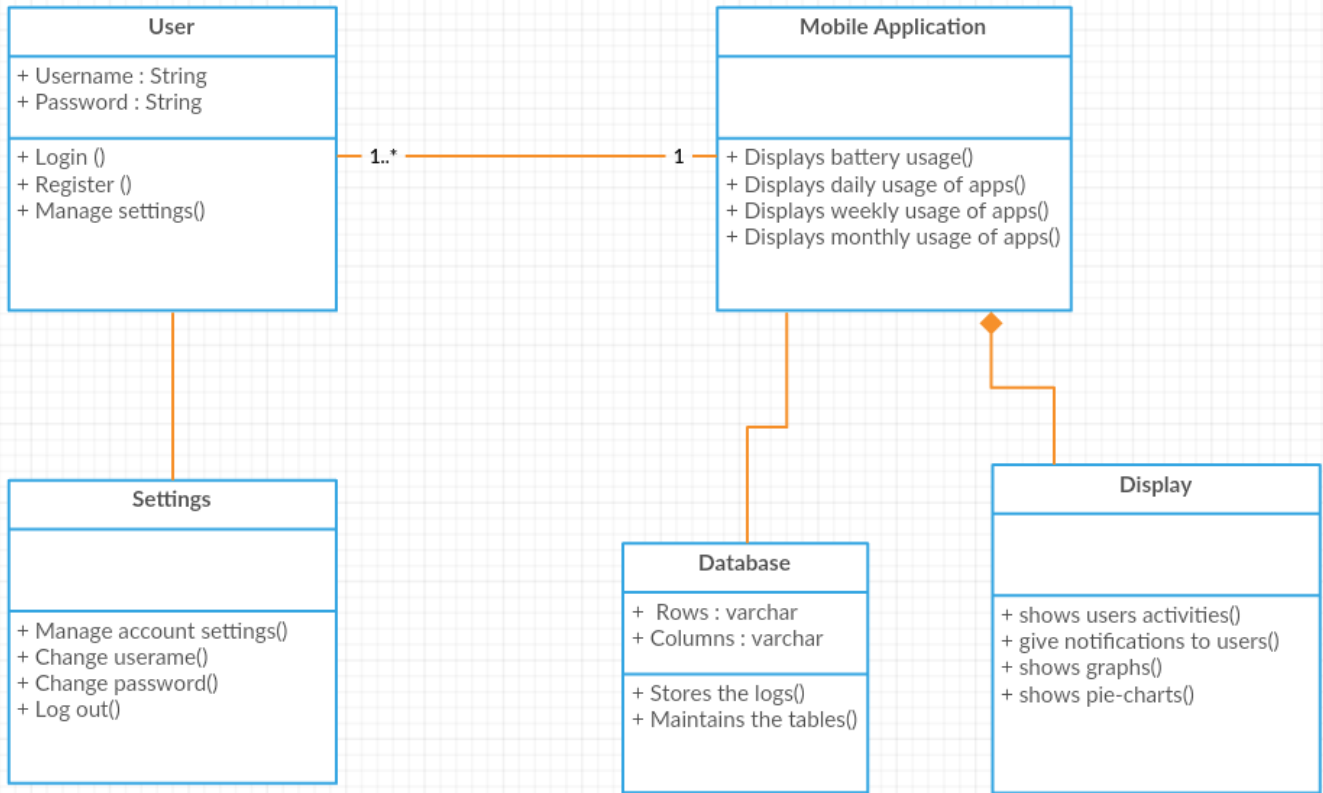 User
+ Username : String
+ Password : String
+ Login ()
+ Register ()
+ Manage settings()
1..*
1
Mobile Application
+ Displays battery usage()
+ Displays daily usage of apps()
+ Displays weekly usage of apps()
+ Displays monthly usage of apps()
Settings
+ Manage account settings()
+ Change userame()
+ Change password()
+ Log out()
Database
+ Rows : varchar
+ Columns : varchar
+ Stores the logs()
+ Maintains the tables()
Display
+ shows users activities()
+ give notifications to users()
+ shows graphs()
+ shows pie-charts()